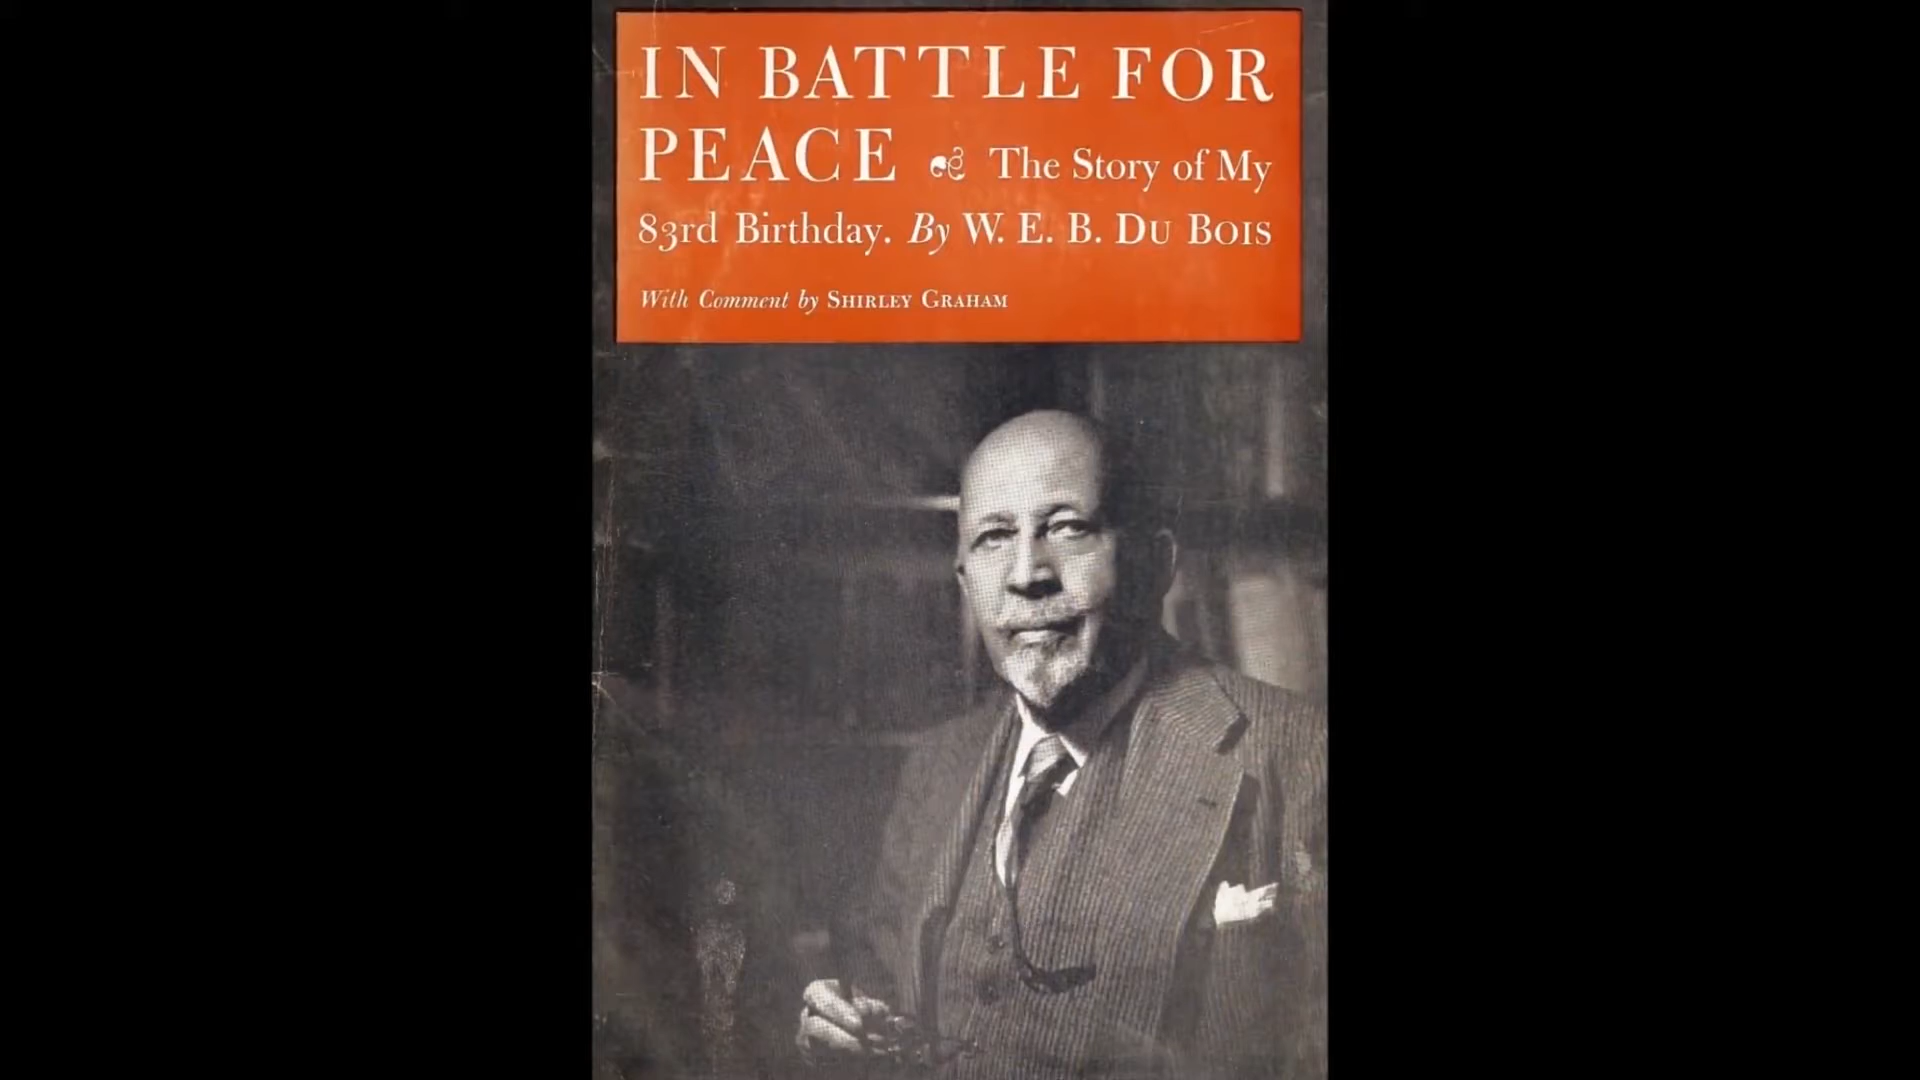 IN BATTLE FOR
PEACE The Story of My
83rd Birthday. By W. E. B. DU BOIS
With Comment by SHIRLEY GRAHAM